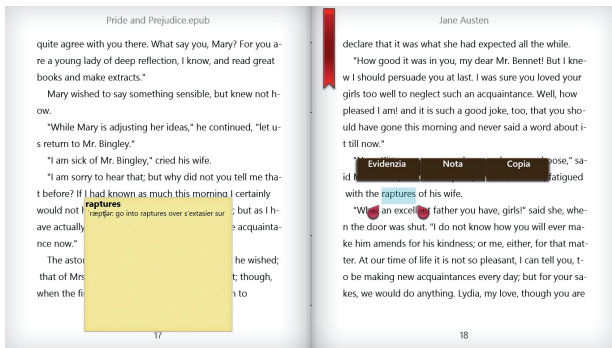 Pride and Prejudice.epub
quite agree with you there. What say you, Mary? For you a-
re a young lady of deep reflection, I know, and read great
books and make extracts."
Mary wished to say something sensible, but knew not h-
ow.
"While Mary is adjusting her ideas," he continued, "let u-
s return to Mr. Bingley."
"I am sick of Mr. Bingley," cried his wife.
"I am sorry to hear that; but why did not you tell me tha-
t before? If I had known as much this morning I certainly
would not ; but as I h-
ave actually e acquainta-
nce now."
The aston he wished;
that of Mrs t; though,
when the fi n to
raptures
ˈræptʃər: go into raptures over s'extasier sur
17
Jane Austen
declare that it was what she had expected all the while.
"How good it was in you, my dear Mr. Bennet! But I kne-
w I should persuade you at last. I was sure you loved your
girls too well to neglect such an acquaintance. Well, how
pleased I am! and it is such a good joke, too, that you sho-
uld have gone this morning and never said a word about i-
t till now."
oose," sa-
Evidenzia Nota Copia
id M fatigued
with the raptures of his wife.
"What an excellent father you have, girls!" said she, whe-
n the door was shut. "I do not know how you will ever ma-
ke him amends for his kindness; or me, either, for that mat-
ter. At our time of life it is not so pleasant, I can tell you, t-
o be making new acquaintances every day; but for your sa-
kes, we would do anything. Lydia, my love, though you are
18